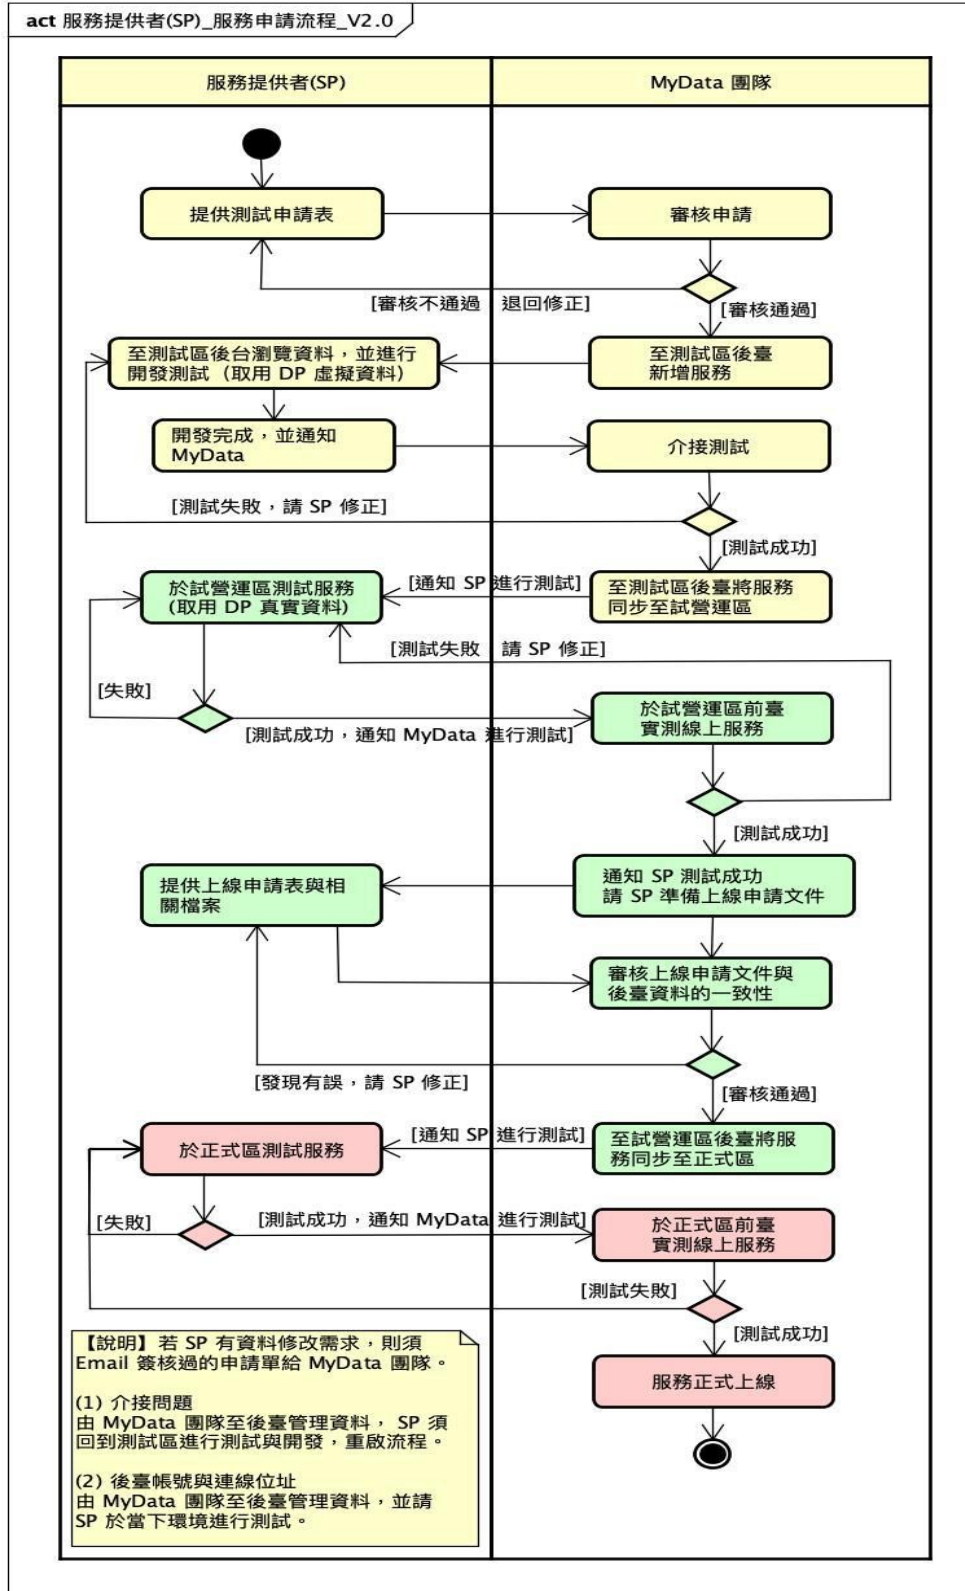 act 服務提供者(SP)_服務申請流程_V2.0
服務提供者(SP)
MyData 團隊
提供測試申請表
審核申請
[審核不通過，退回修正]
[審核通過]
至測試區後台瀏覽資料，並進行
開發測試（取用 DP 虛擬資料）
至測試區後臺
新增服務
開發完成，並通知
MyData
介接測試
[測試失敗，請 SP 修正]
[測試成功]
於試營運區測試服務
(取用 DP 真實資料)
[通知 SP 進行測試]
至測試區後臺將服務
同步至試營運區
[測試失敗，請 SP 修正]
[失敗]
[測試成功，通知 MyData 進行測試]
於試營運區前臺
實測線上服務
[測試成功]
提供上線申請表與相
關檔案
通知 SP 測試成功
請 SP 準備上線申請文件
審核上線申請文件與
後臺資料的一致性
[發現有誤，請 SP 修正]
[審核通過]
於正式區測試服務
[通知 SP 進行測試]
至試營運區後臺將服
務同步至正式區
[失敗]
[測試成功，通知 MyData 進行測試]
於正式區前臺
實測線上服務
[測試失敗]
[測試成功]
服務正式上線
【說明】若 SP 有資料修改需求，則須
Email 簽核過的申請單給 MyData 團隊。
(1) 介接問題
由 MyData 團隊至後臺管理資料， SP 須
回到測試區進行測試與開發，重啟流程。
(2) 後臺帳號與連線位址
由 MyData 團隊至後臺管理資料，並請
SP 於當下環境進行測試。